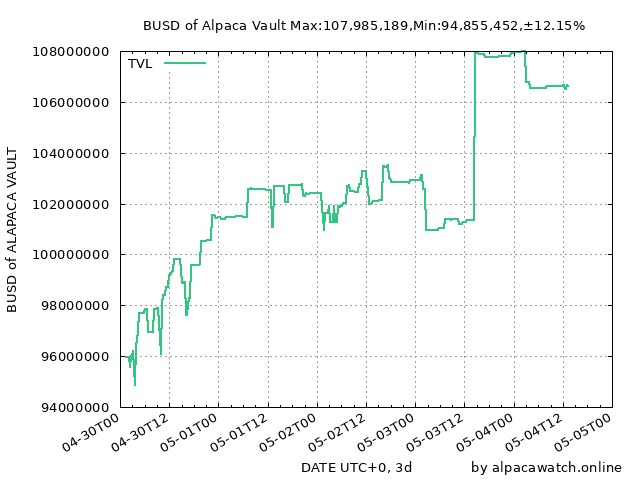 BUSD of Alpaca Vault Max:107,985,189,Min:94,855,452,±12.15%
TVL
108000000
106000000
104000000
102000000
100000000
98000000
96000000
94000000
BUSD of ALAPACA VAULT
04-30T00
04-30T12
05-01T00
05-01T12
05-02T00
05-02T12
05-03T00
05-03T12
05-04T00
05-04T12
05-05T00
DATE UTC+0, 3d
by alpacawatch.online